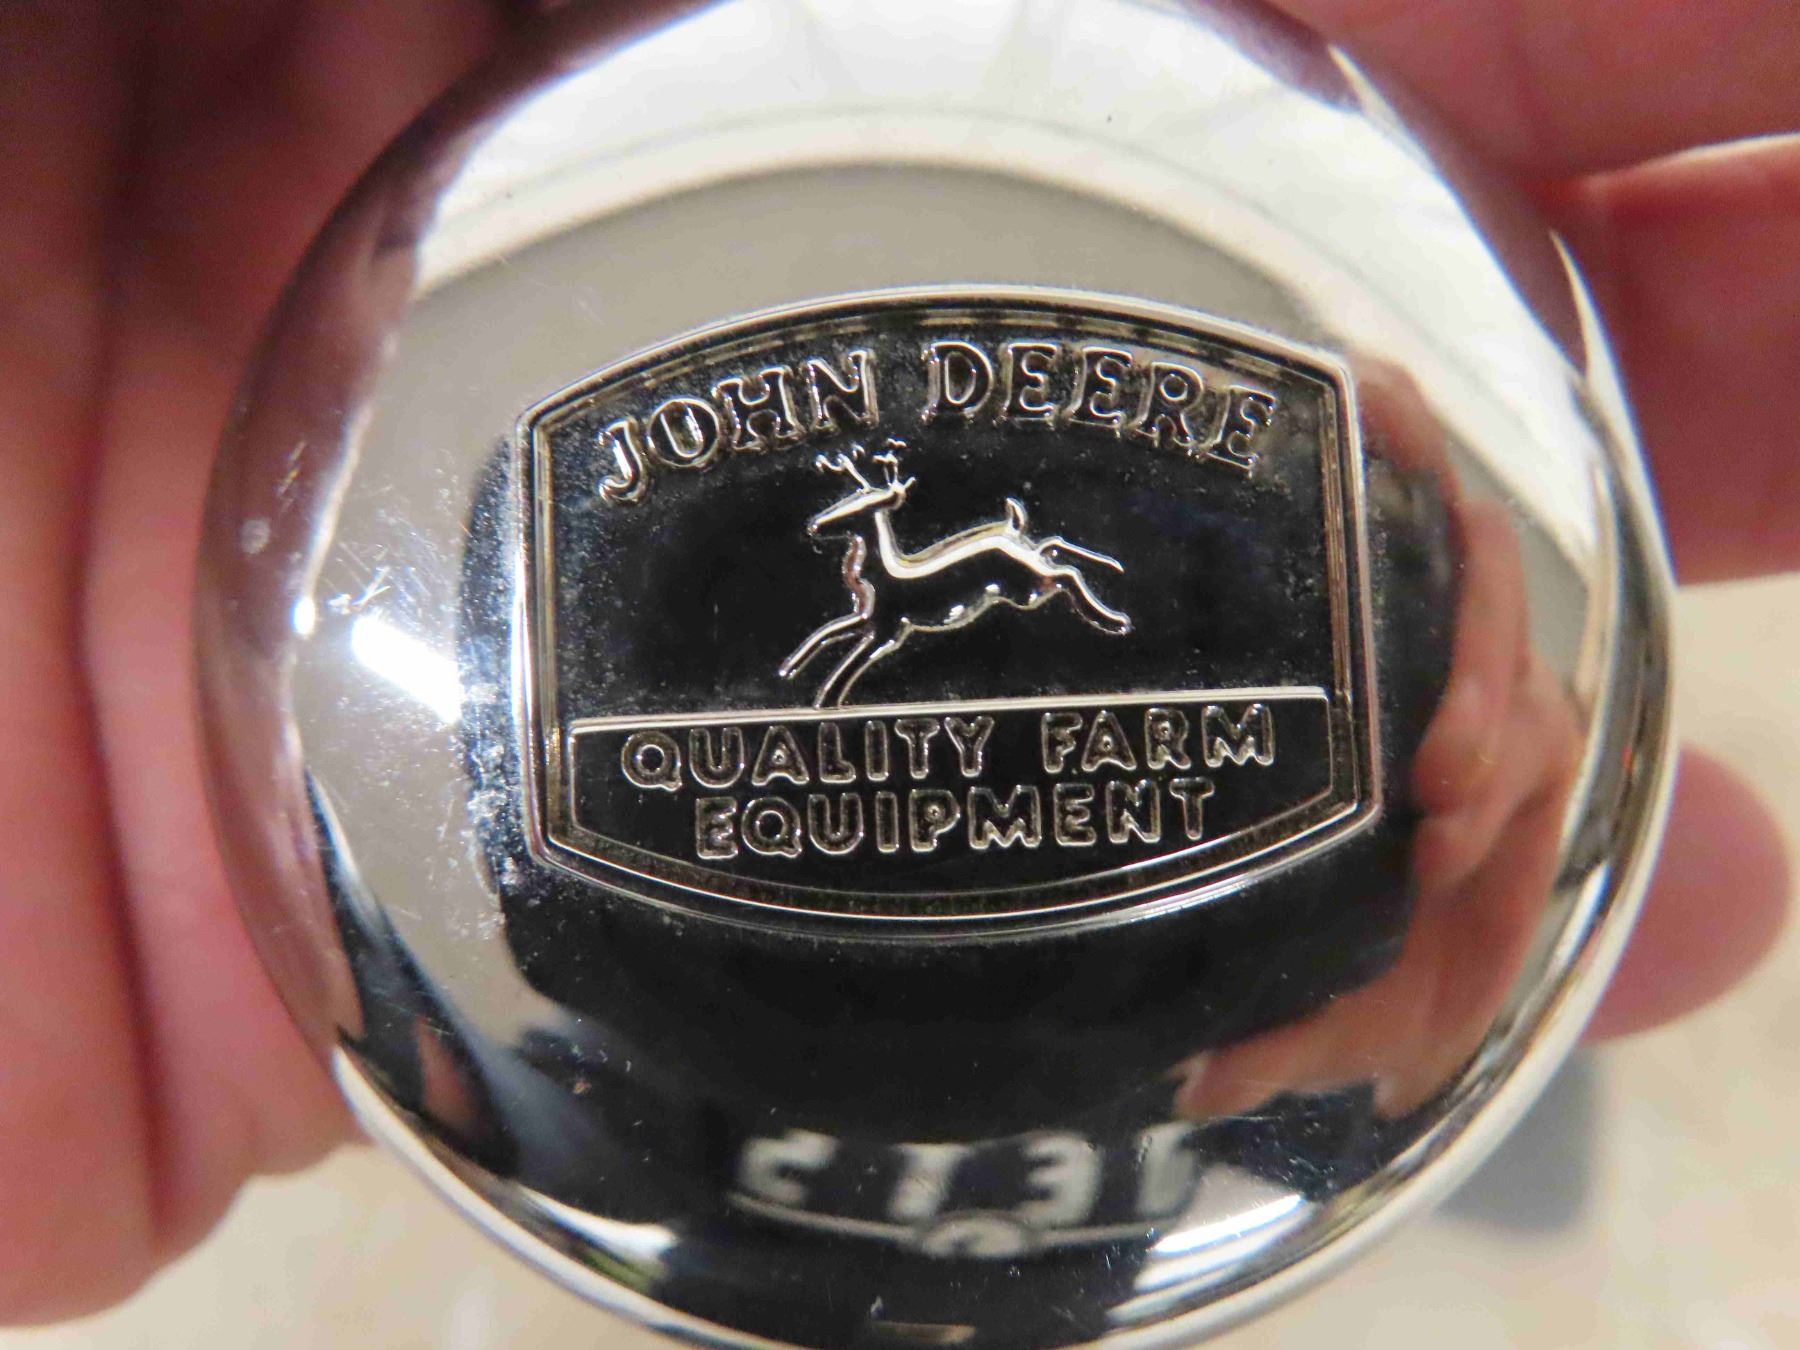 JOHN DEERE
QUALITY FARM
EQUIPMENT